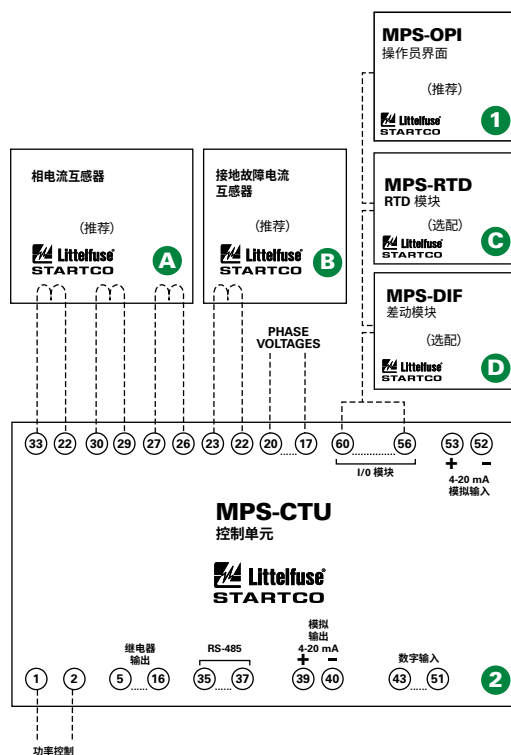 MPS-OPI
操作员界面
(推荐)
Littelfuse®
STARTCO
1
MPS-RTD
RTD 模块
(选配)
Littelfuse®
STARTCO
C
MPS-DIF
差动模块
(选配)
Littelfuse®
STARTCO
D
相电流互感器
(推荐)
Littelfuse®
STARTCO
A
接地故障电流
互感器
(推荐)
Littelfuse®
STARTCO
B
PHASE
VOLTAGES
33 22 30 29 27 26 23 22 20 ..... 17 60 ............... 56 53 52
I/0 模块
+ -
4-20 mA
模拟输入
MPS-CTU
控制单元
Littelfuse®
STARTCO
继电器
输出
RS-485
模拟
输出
4-20 mA
+ -
数字输入
1 2 5 ...... 16 35 ...... 37 39 40 43 ...... 51
2
功率控制